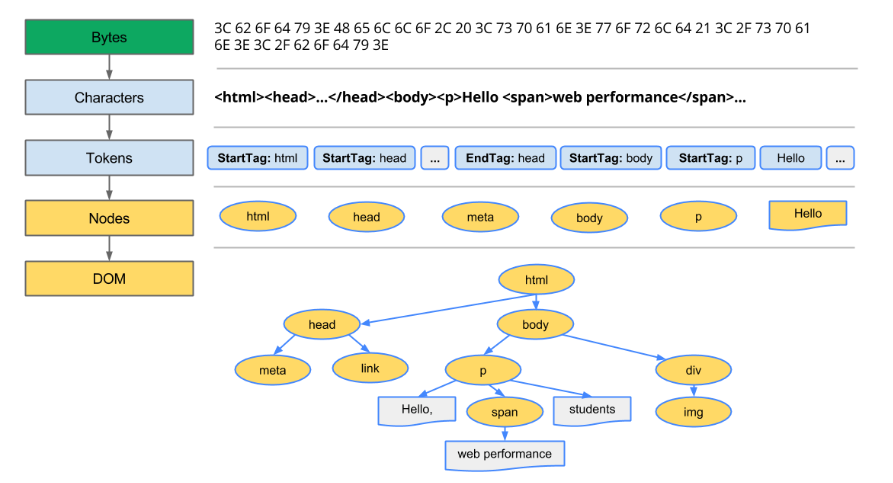 Bytes
3C 62 6F 64 79 3E 48 65 6C 6C 6F 2C 20 3C 73 70 61 6E 3E 77 6F 72 6C 64 21 3C 2F 73 70 61
6E 3E 3C 2F 62 6F 64 79 3E
Characters
<html><head>...</head><body><p>Hello <span>web performance</span>...
Tokens
StartTag: html StartTag: head ... EndTag: head StartTag: body StartTag: p Hello ...
Nodes
html head meta body p Hello
DOM
html
head body
meta link p div
Hello, span students img
web performance